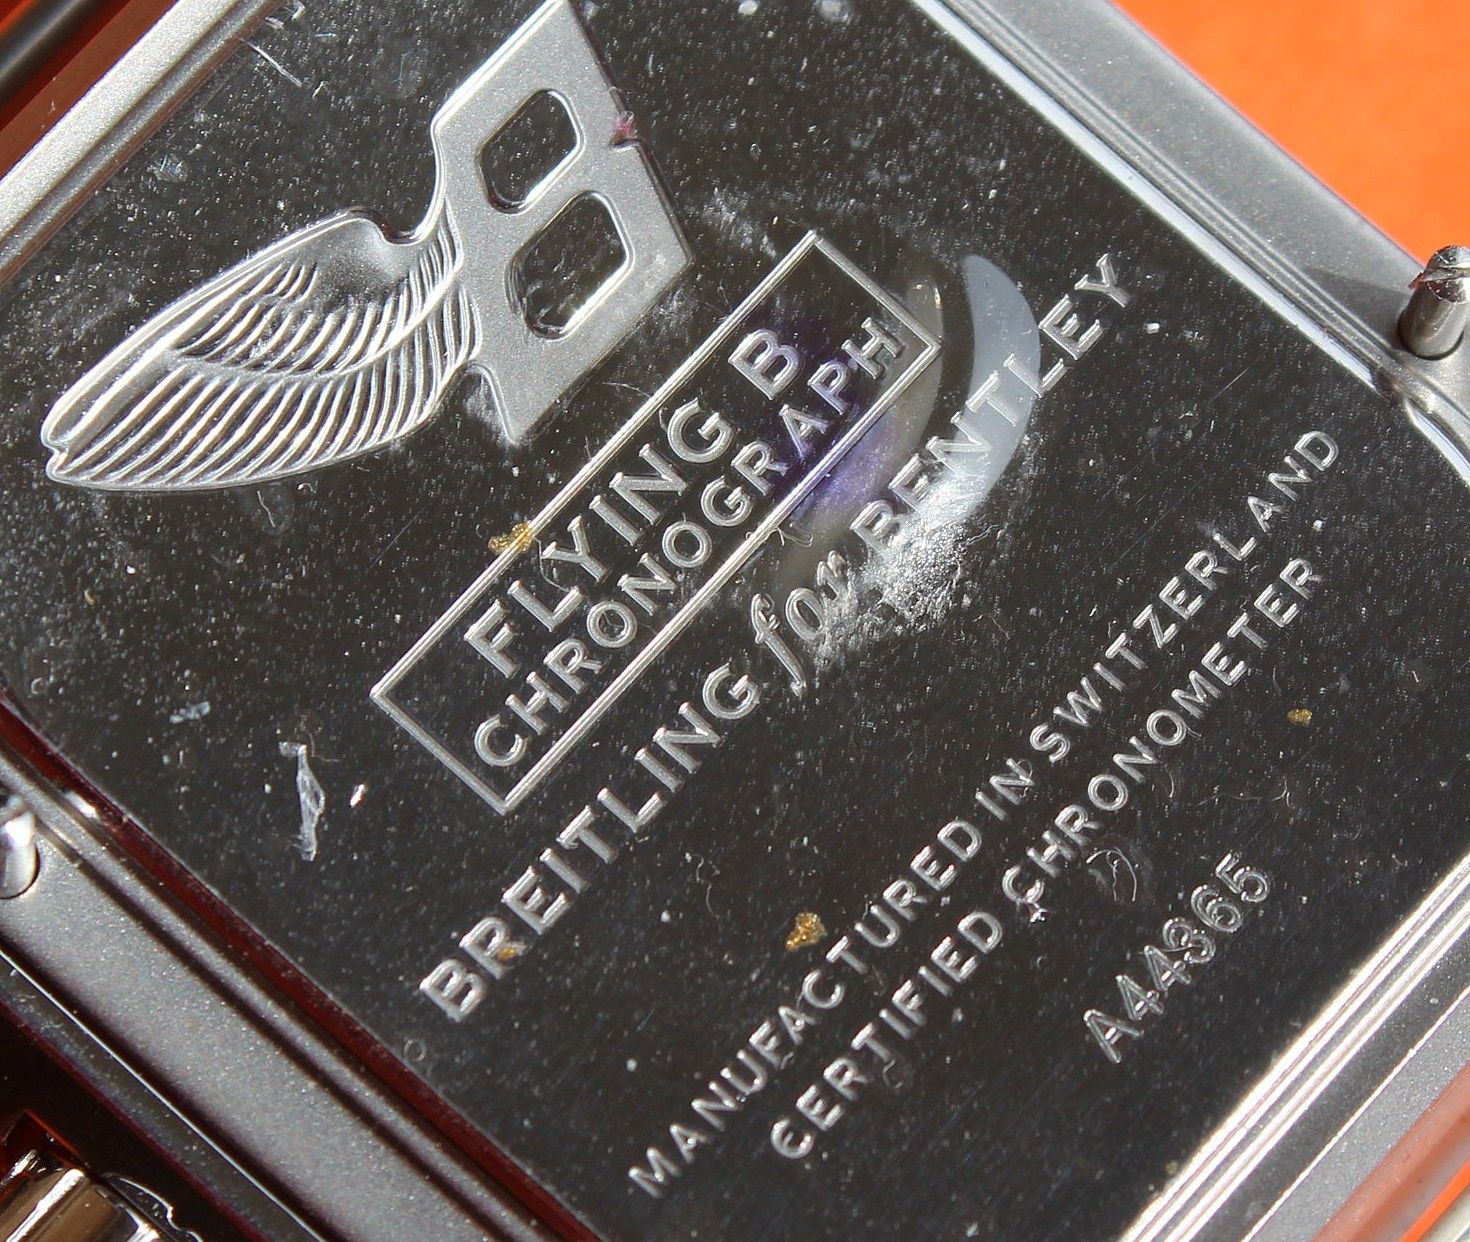 B
FLYING B
CHRONOGRAPH
BREITLING for BENTLEY
MANUFACTURED IN SWITZERLAND
CERTIFIED CHRONOMETER
A44365